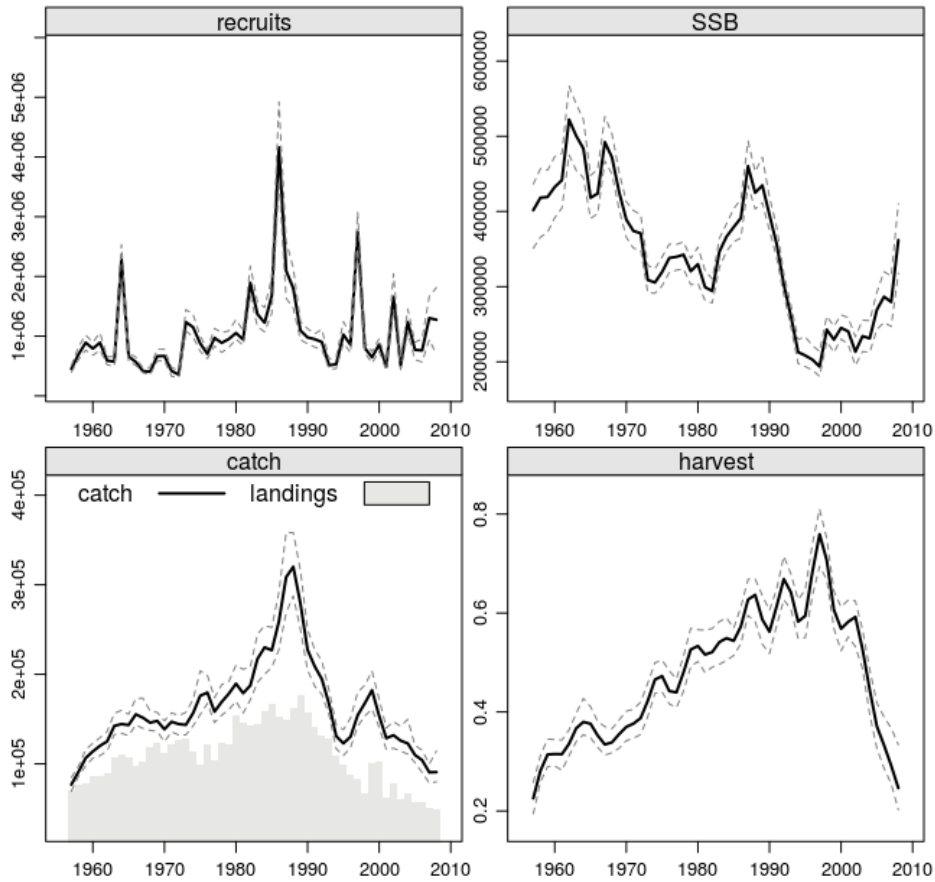 recruits
5e+06
4e+06
3e+06
2e+06
1e+06
1960 1970 1980 1990 2000 2010
SSB
600000
500000
400000
300000
200000
1960 1970 1980 1990 2000 2010
catch
catch landings
4e+05
3e+05
2e+05
1e+05
1960 1970 1980 1990 2000 2010
harvest
0.8
0.6
0.4
0.2
1960 1970 1980 1990 2000 2010